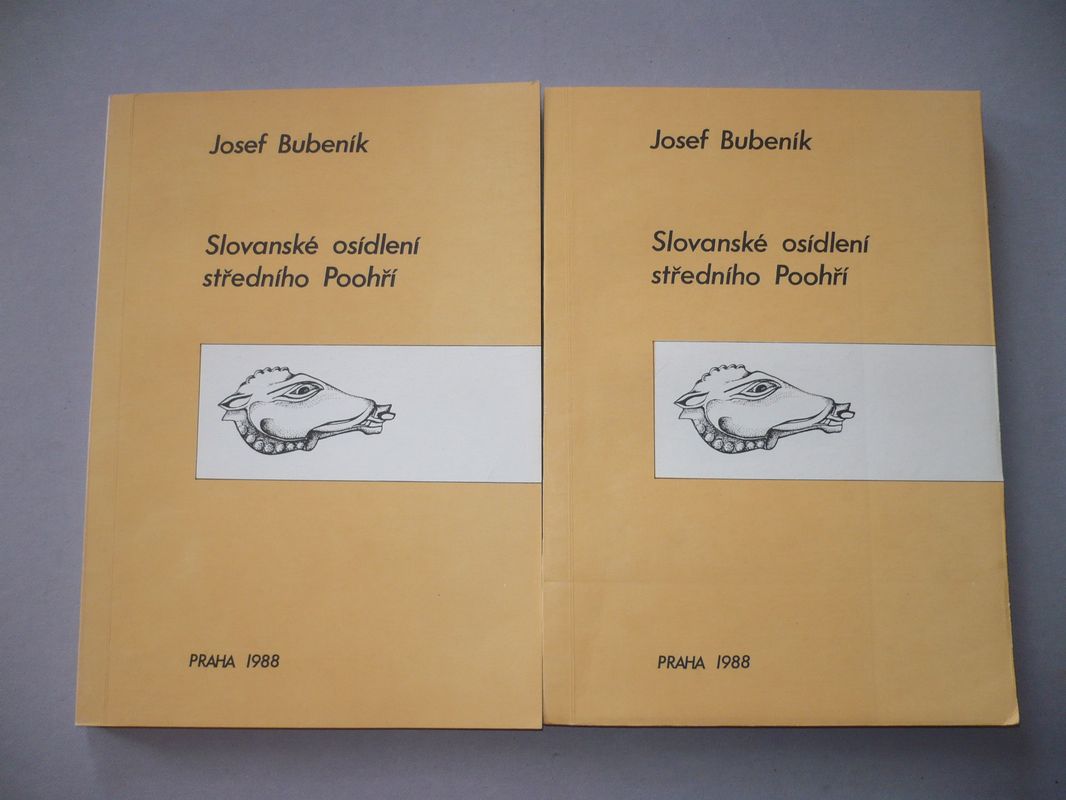 Josef Bubeník
Slovanské osídlení
středního Poohří
PRAHA 1988
Josef Bubeník
Slovanské osídlení
středního Poohří
PRAHA 1988